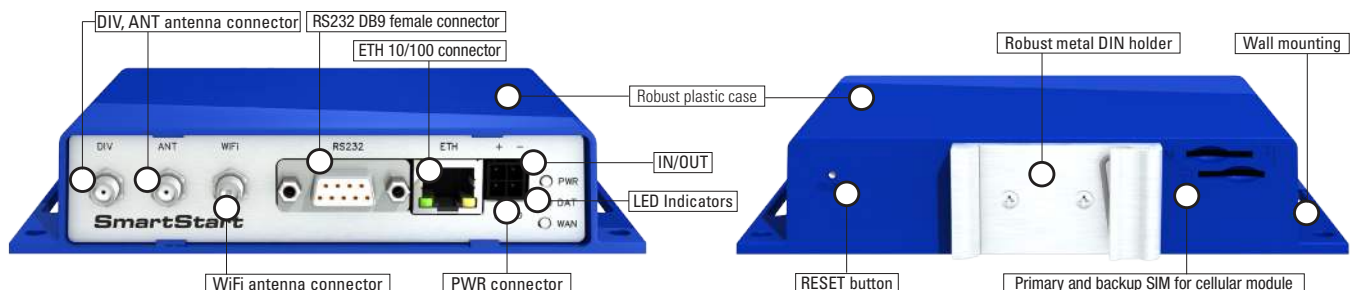 DIV, ANT antenna connector
RS232 DB9 female connector
ETH 10/100 connector
Robust metal DIN holder
Wall mounting
Robust plastic case
DIV
ANT
WiFi
RS232
ETH
+ -
IN/OUT
PWR
DAT
WAN
LED Indicators
SmartStart
WiFi antenna connector
PWR connector
RESET button
Primary and backup SIM for cellular module